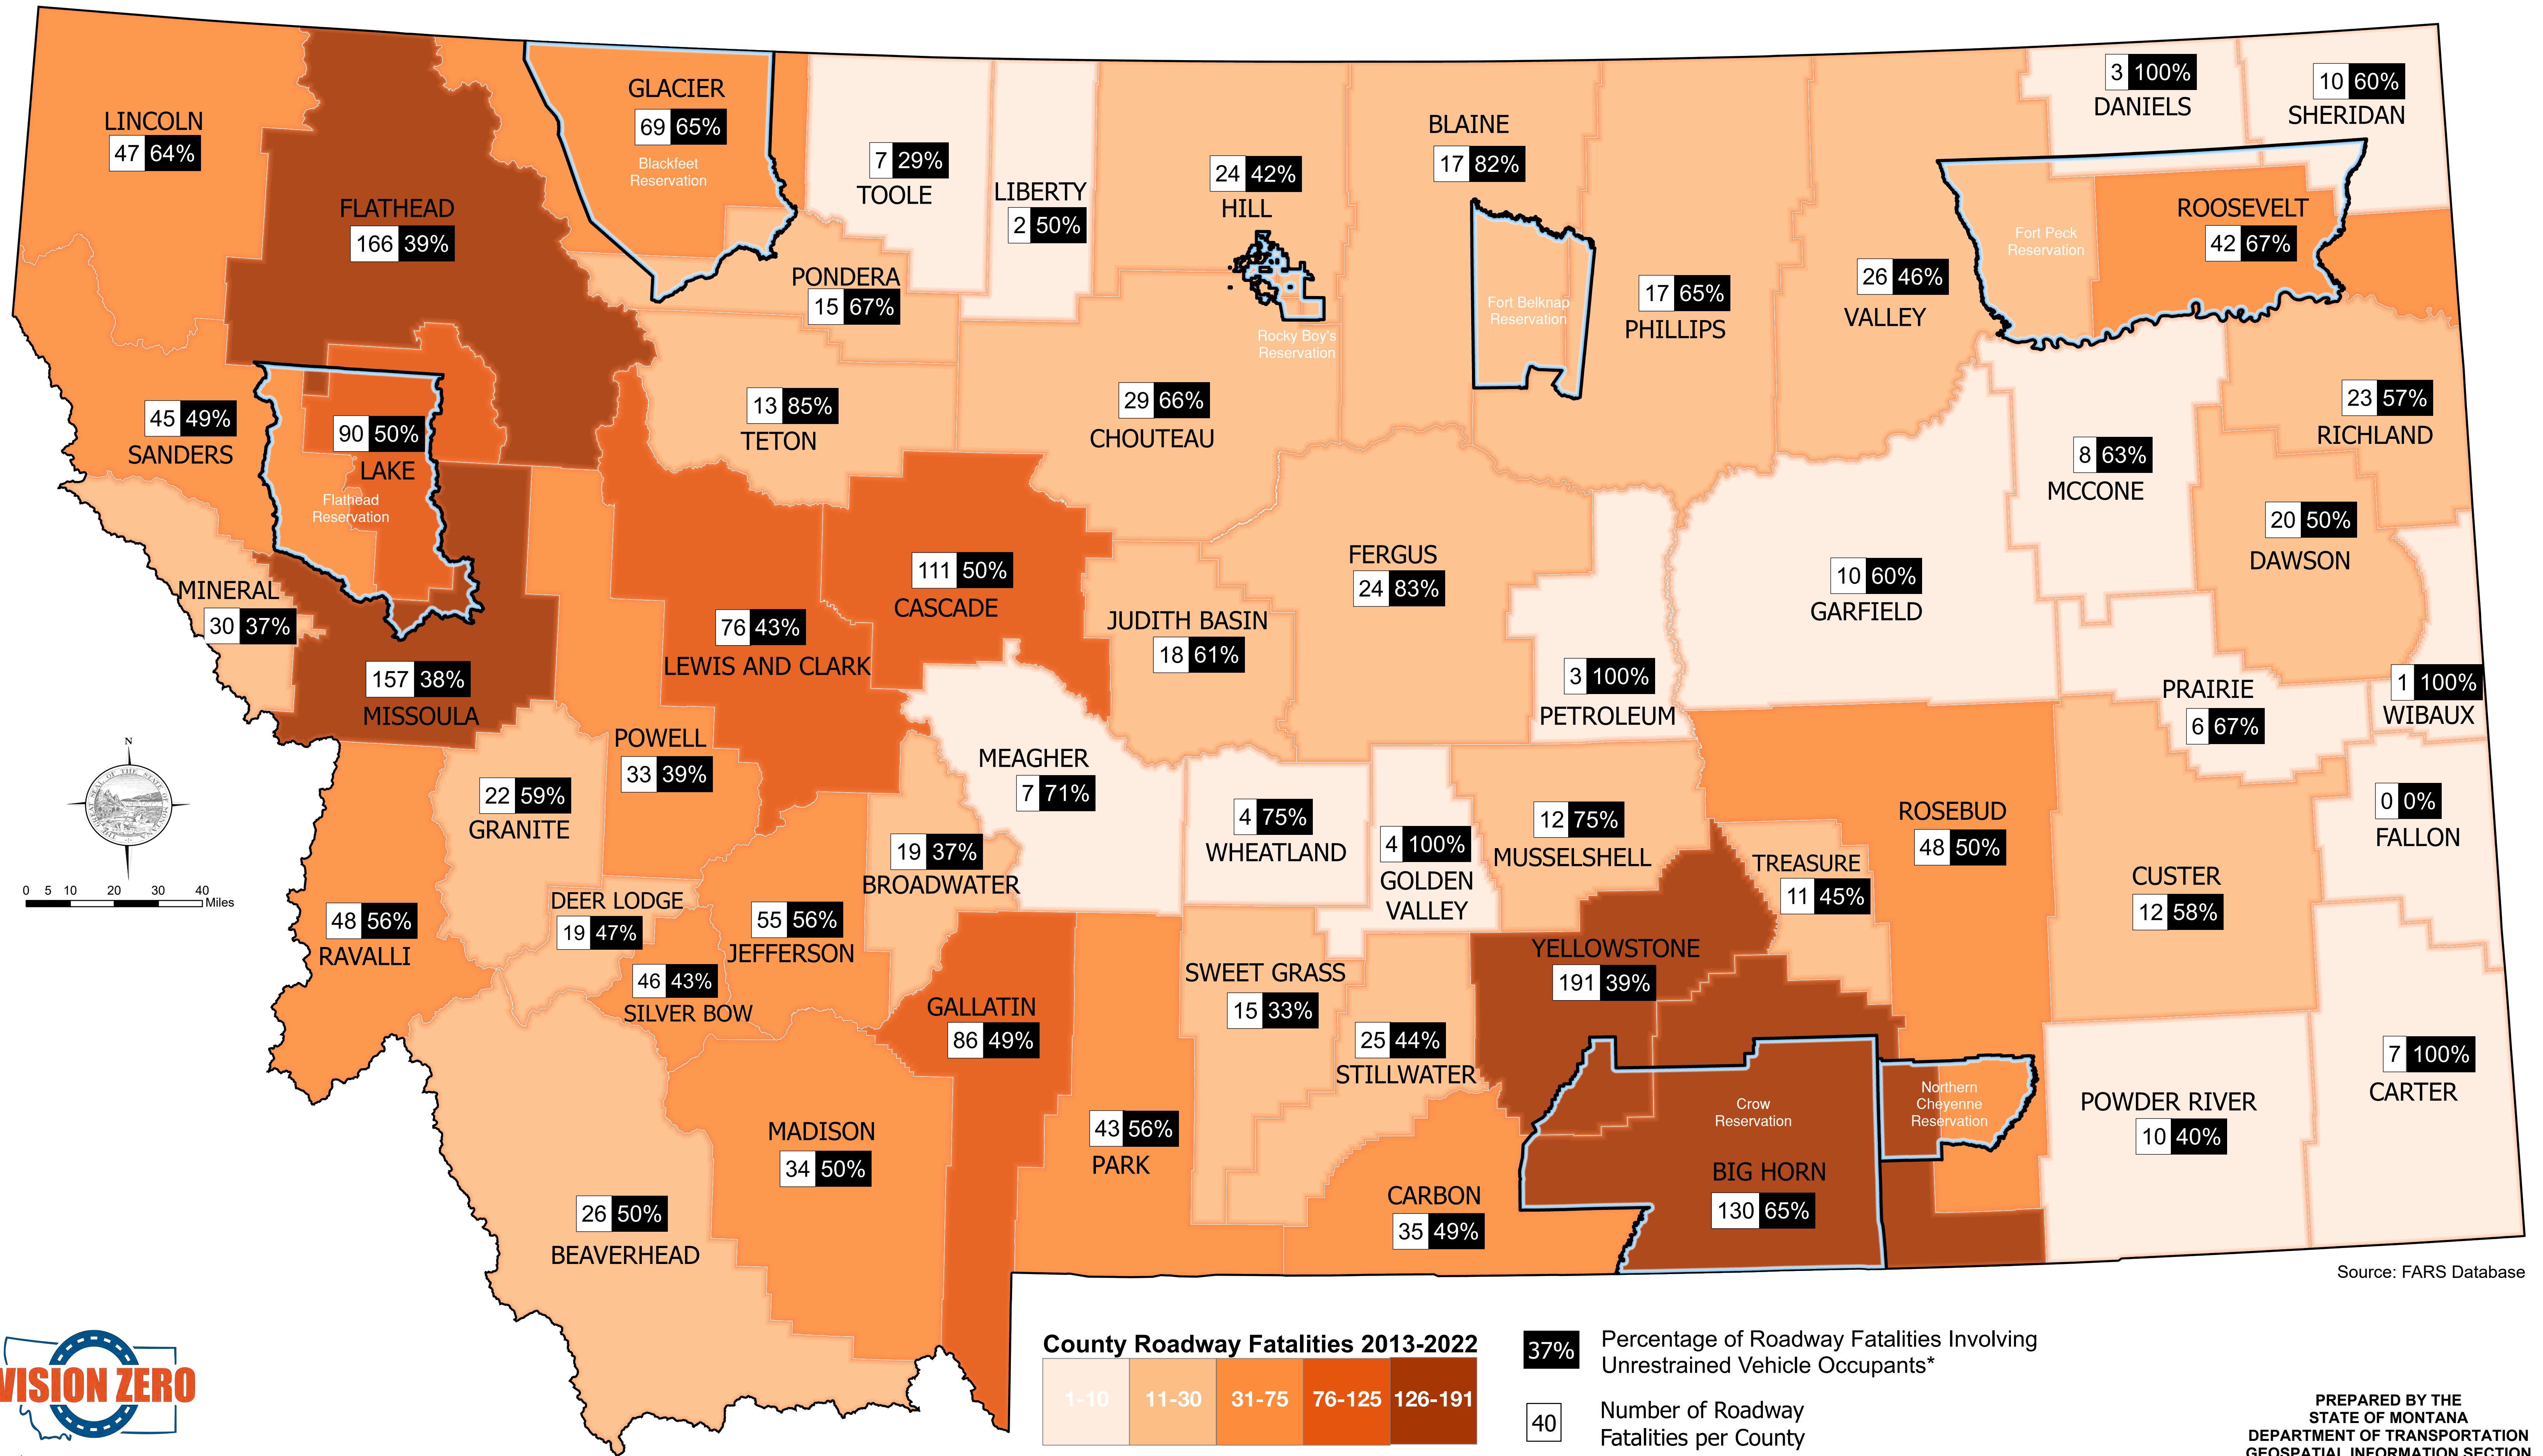 LINCOLN
47 64%
FLATHEAD
166 39%
GLACIER
69 65%
Blackfeet
Reservation
7 29%
TOOLE
LIBERTY
2 50%
24 42%
HILL
BLAINE
17 82%
3 100%
DANIELS
10 60%
SHERIDAN
PONDERA
15 67%
Rocky Boy's
Reservation
Fort Belknap
Reservation
17 65%
PHILLIPS
26 46%
VALLEY
Fort Peck
Reservation
ROOSEVELT
42 67%
45 49%
SANDERS
90 50%
LAKE
Flathead
Reservation
13 85%
TETON
29 66%
CHOUTEAU
8 63%
MCCONE
23 57%
RICHLAND
20 50%
DAWSON
MINERAL
30 37%
157 38%
MISSOULA
76 43%
LEWIS AND CLARK
111 50%
CASCADE
JUDITH BASIN
18 61%
FERGUS
24 83%
3 100%
PETROLEUM
10 60%
GARFIELD
PRAIRIE
6 67%
1 100%
WIBAUX
N
GREAT SEAL OF THE STATE OF MONTANA
0 5 10 20 30 40
Miles
POWELL
33 39%
22 59%
GRANITE
MEAGHER
7 71%
4 75%
WHEATLAND
4 100%
GOLDEN
VALLEY
12 75%
MUSSELSHELL
TREASURE
11 45%
ROSEBUD
48 50%
CUSTER
12 58%
0 0%
FALLON
48 56%
RAVALLI
DEER LODGE
19 47%
46 43%
SILVER BOW
55 56%
JEFFERSON
19 37%
BROADWATER
GALLATIN
86 49%
SWEET GRASS
15 33%
25 44%
STILLWATER
YELLOWSTONE
191 39%
26 50%
BEAVERHEAD
MADISON
34 50%
43 56%
PARK
CARBON
35 49%
Crow
Reservation
BIG HORN
130 65%
Northern
Cheyenne
Reservation
POWDER RIVER
10 40%
7 100%
CARTER
Source: FARS Database
VISION ZERO
County Roadway Fatalities 2013-2022
1-10 11-30 31-75 76-125 126-191
37% Percentage of Roadway Fatalities Involving
Unrestrained Vehicle Occupants*
40 Number of Roadway
Fatalities per County
PREPARED BY THE
STATE OF MONTANA
DEPARTMENT OF TRANSPORTATION
GEOSPATIAL INFORMATION SECTION